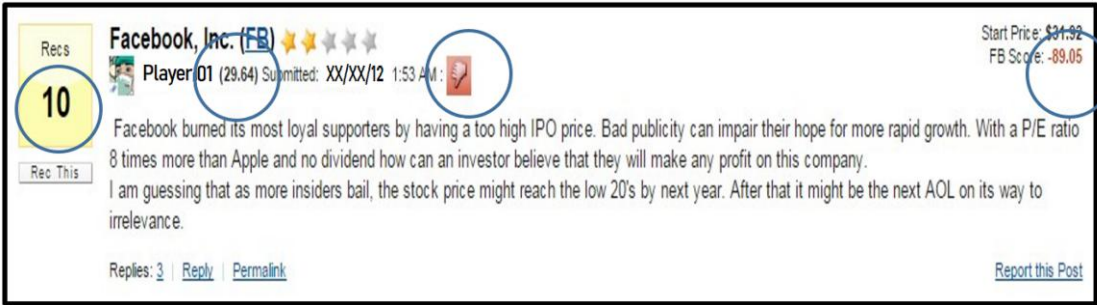 Recs
10
Rec This
Facebook, Inc. (FB)
Player 01 (29.64) Submitted: XX/XX/12 1:53 AM :
Start Price: $31.92
FB Score: -89.05
Facebook burned its most loyal supporters by having a too high IPO price. Bad publicity can impair their hope for more rapid growth. With a P/E ratio
8 times more than Apple and no dividend how can an investor believe that they will make any profit on this company.
I am guessing that as more insiders bail, the stock price might reach the low 20's by next year. After that it might be the next AOL on its way to
irrelevance.
Replies: 3 | Reply | Permalink
Report this Post